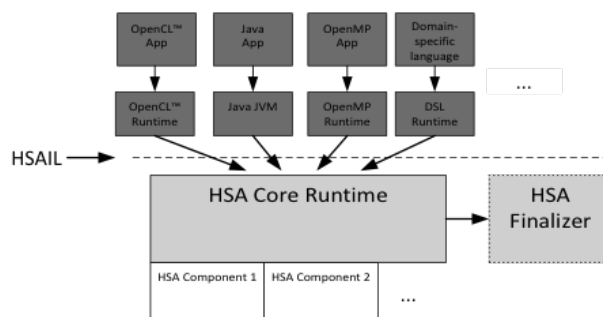 OpenCL™
App
Java
App
OpenMP
App
Domain-
specific
language
...
OpenCL™
Runtime
Java JVM
OpenMP
Runtime
DSL
Runtime
HSAIL
HSA Core Runtime
HSA
Finalizer
HSA Component 1
HSA Component 2
...